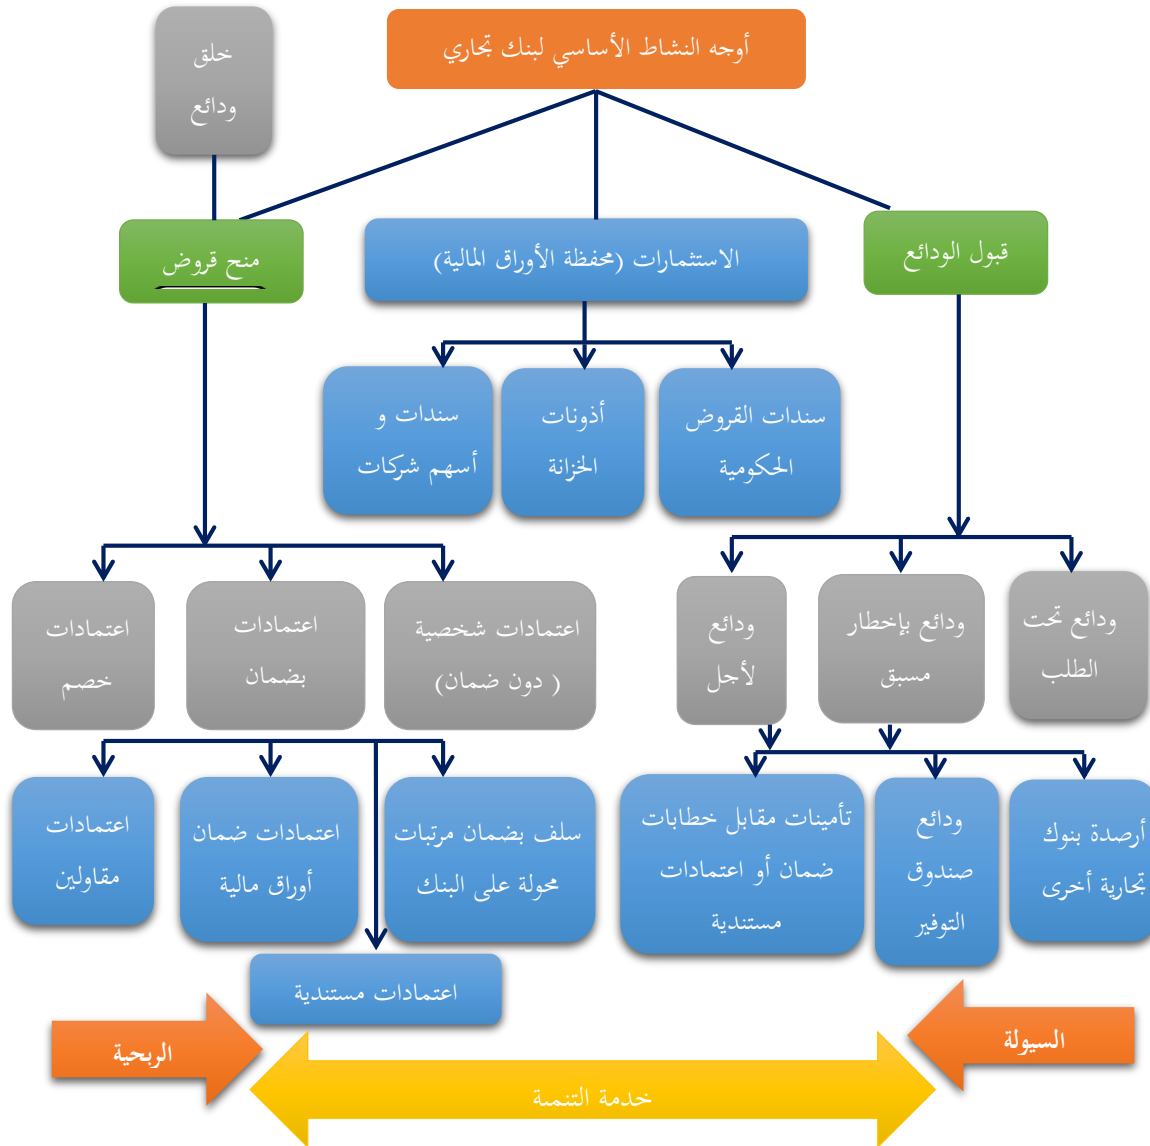 أوجه النشاط الأساسي لبنك تجاري
خلق
ودائع
قبول الودائع
الاستثمارات (محفظة الأوراق المالية)
منح قروض
سندات القروض
الحكومية
أذونات
الخزانة
سندات و
أسهم شركات
ودائع تحت
الطلب
ودائع بإخطار
مسبق
ودائع
لأجل
اعتمادات شخصية
( دون ضمان)
اعتمادات
بضمان
اعتمادات
خصم
أرصدة بنوك
تجارية أخرى
ودائع
صندوق
التوفير
تأمينات مقابل خطابات
ضمان أو اعتمادات
مستندية
سلف بضمان مرتبات
محولة على البنك
اعتمادات ضمان
أوراق مالية
اعتمادات
مقاولين
اعتمادات مستندية
السيولة
الربحية
خدمة التنمية